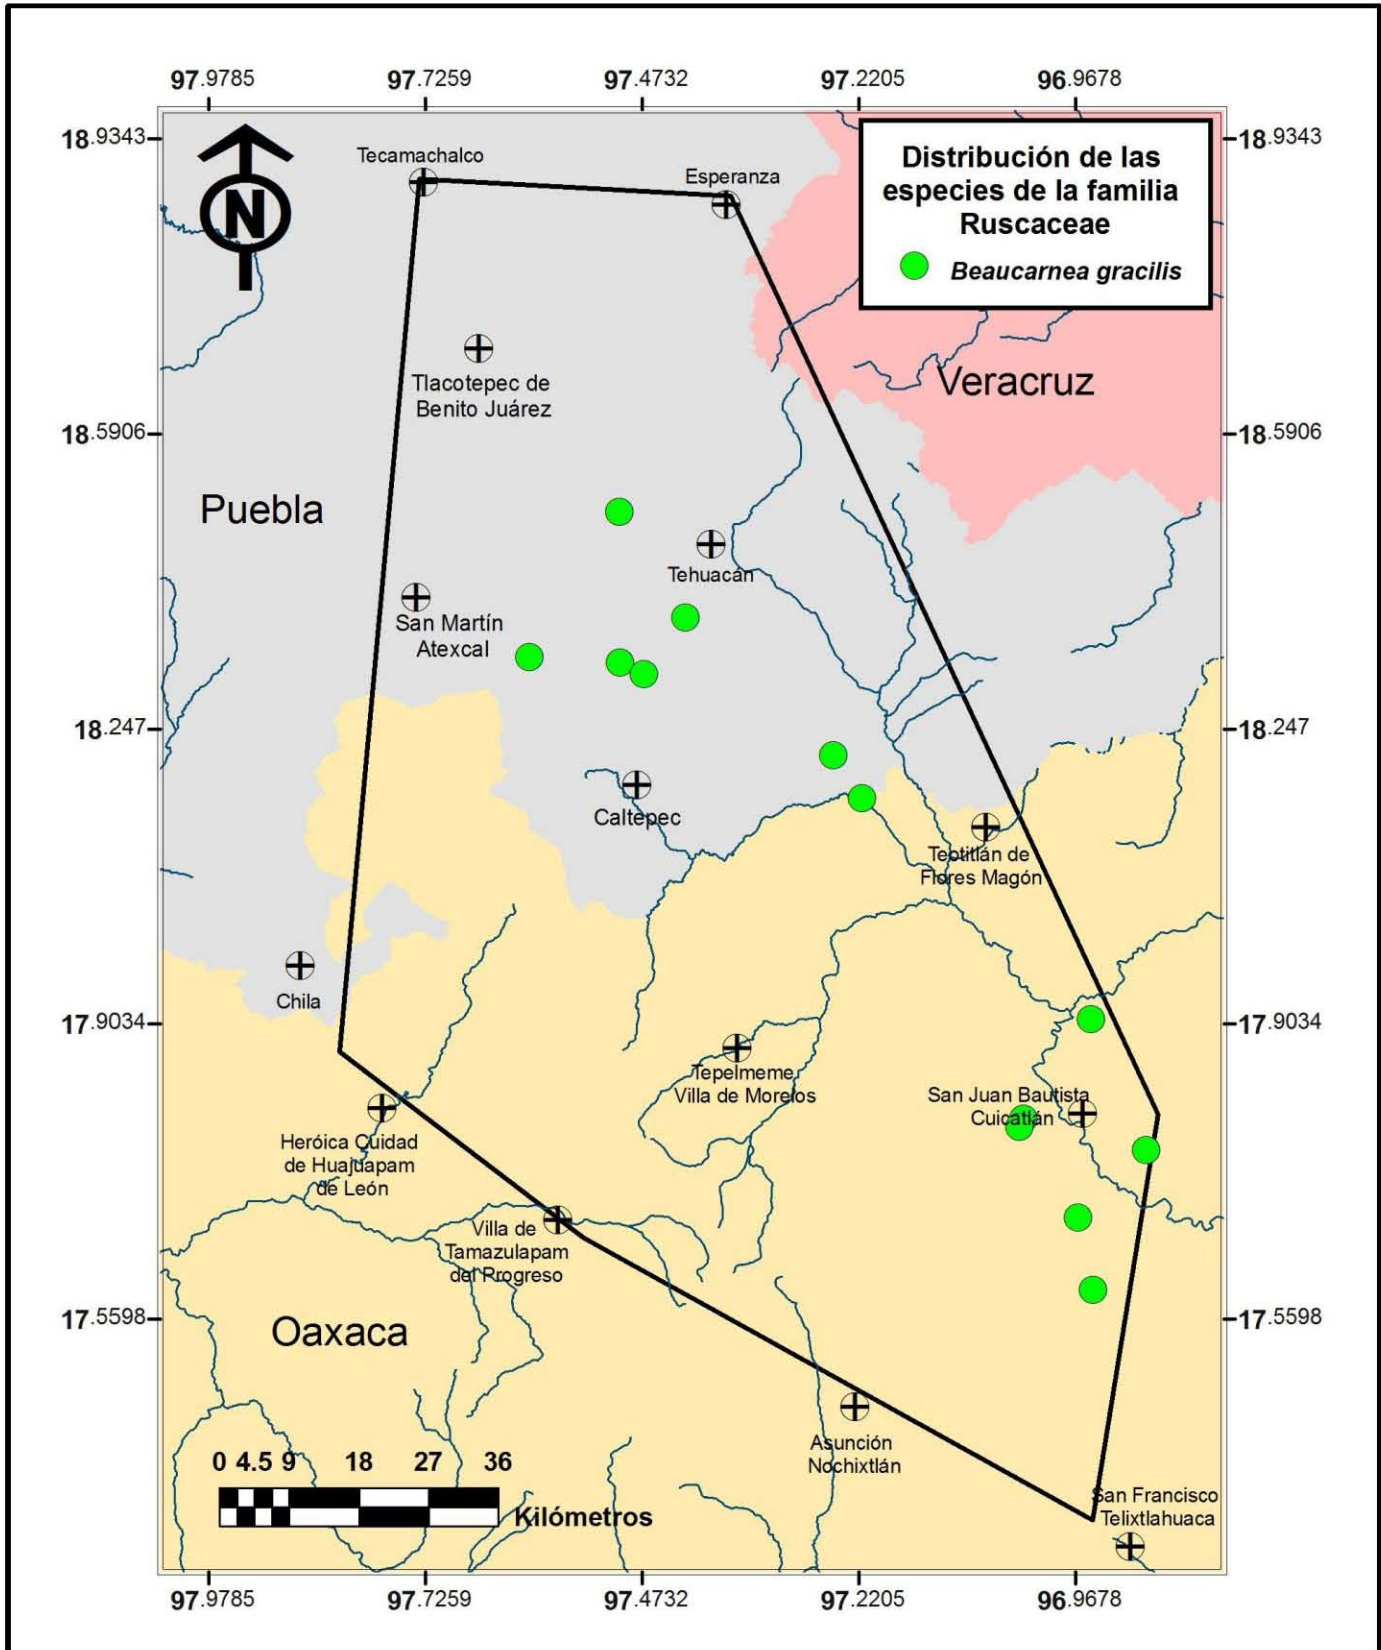 97.9785 97.7259 97.4732 97.2205 96.9678
18.9343 18.9343
N
Distribución de las
especies de la familia
Ruscaceae
Beaucarnea gracilis
Tecamachalco
Esperanza
Veracruz
Tlacotepec de
Benito Juárez
18.5906 18.5906
Puebla
Tehuacán
San Martín
Atexcal
18.247 18.247
Caltepec
Teotitlán de
Flores Magón
Chila
17.9034 17.9034
Tepelmeme
Villa de Morelos
San Juan Bautista
Cuicatlán
Heróica Cuidad
de Huajuapam
de León
Villa de
Tamazulapam
del Progreso
17.5598 17.5598
Oaxaca
Asunción
Nochixtlán
0 4.5 9 18 27 36
Kilómetros
San Francisco
Telixtlahuaca
97.9785 97.7259 97.4732 97.2205 96.9678